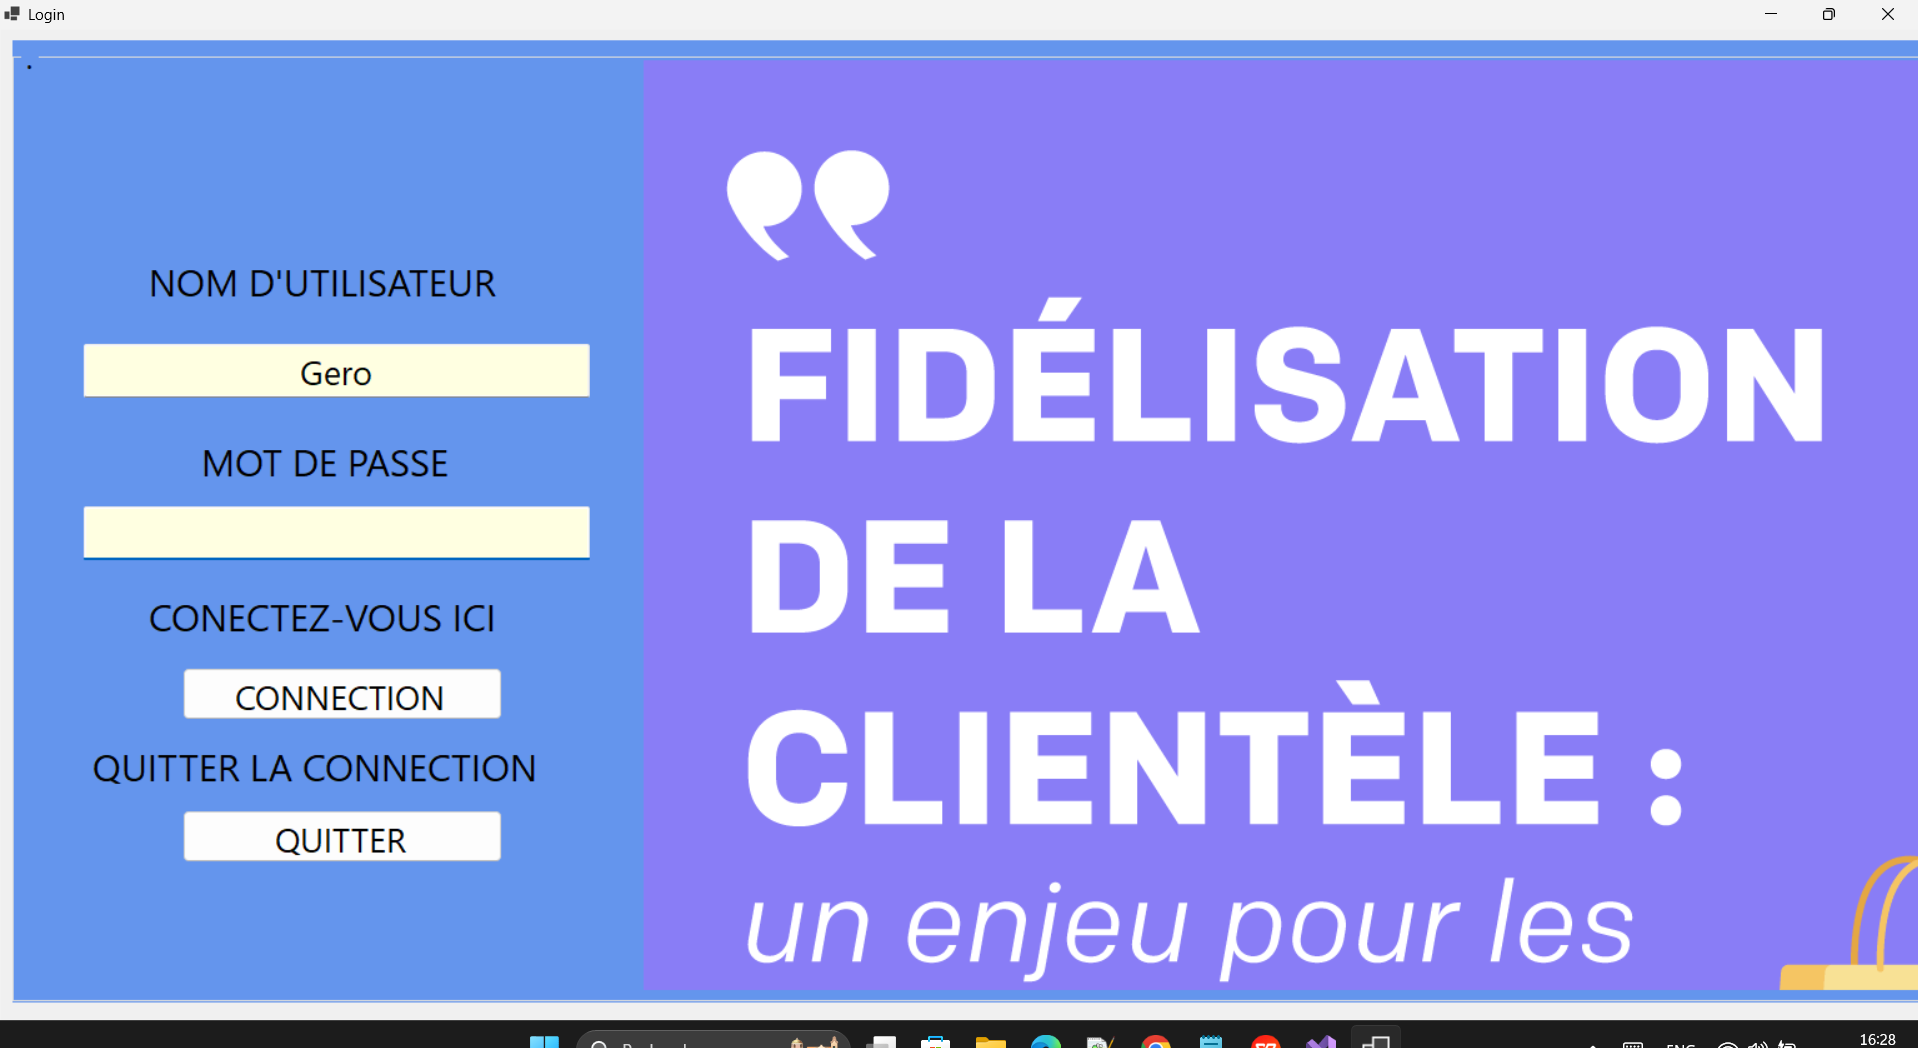 Login
.
NOM D'UTILISATEUR
Gero
MOT DE PASSE
CONECTEZ-VOUS ICI
CONNECTION
QUITTER LA CONNECTION
QUITTER
FIDÉLISATION
DE LA
CLIENTÈLE :
un enjeu pour les
16:28